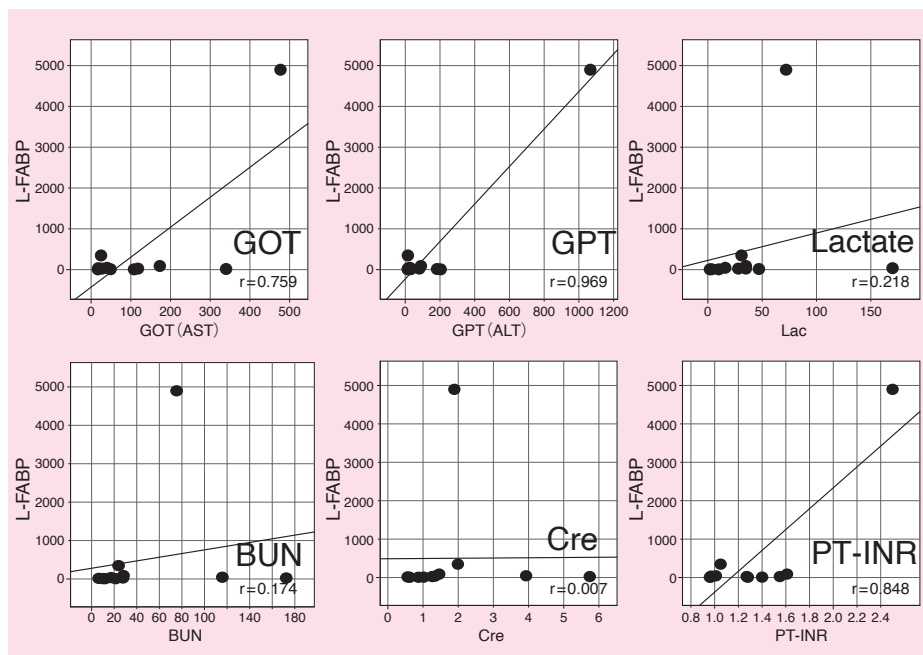 L-FABP
5000
4000
3000
2000
1000
0
GOT
r=0.759
0 100 200 300 400 500
GOT(AST)
L-FABP
5000
4000
3000
2000
1000
0
GPT
r=0.969
0 200 400 600 800 1000 1200
GPT(ALT)
L-FABP
5000
4000
3000
2000
1000
0
Lactate
r=0.218
0 50 100 150
Lac
L-FABP
5000
4000
3000
2000
1000
0
BUN
r=0.174
0 20 40 60 80 100 120 140 160 180
BUN
L-FABP
5000
4000
3000
2000
1000
0
Cre
r=0.007
0 1 2 3 4 5 6
Cre
L-FABP
5000
4000
3000
2000
1000
0
PT-INR
r=0.848
0.8 1.0 1.2 1.4 1.6 1.8 2.0 2.2 2.4
PT-INR